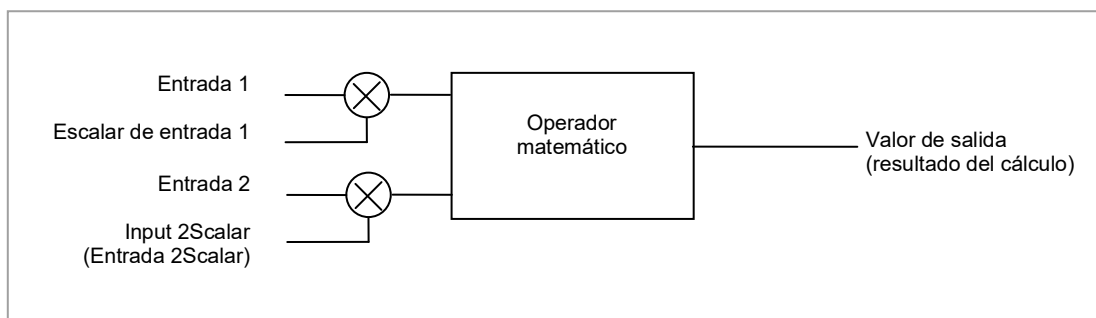 Entrada 1
Escalar de entrada 1
Entrada 2
Input 2Scalar
(Entrada 2Scalar)
Operador
matemático
Valor de salida
(resultado del cálculo)